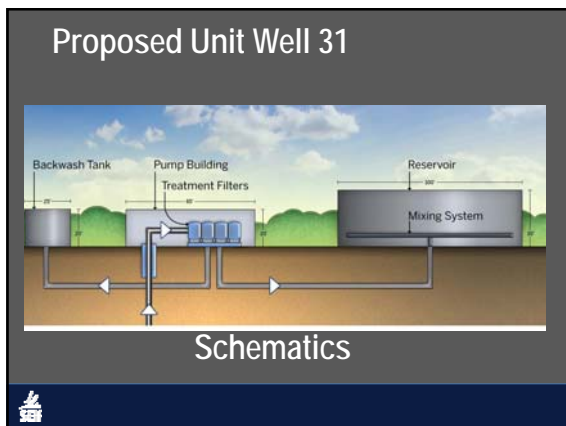 Proposed Unit Well 31
Backwash Tank
Pump Building
Treatment Filters
Reservoir
Mixing System
Schematics